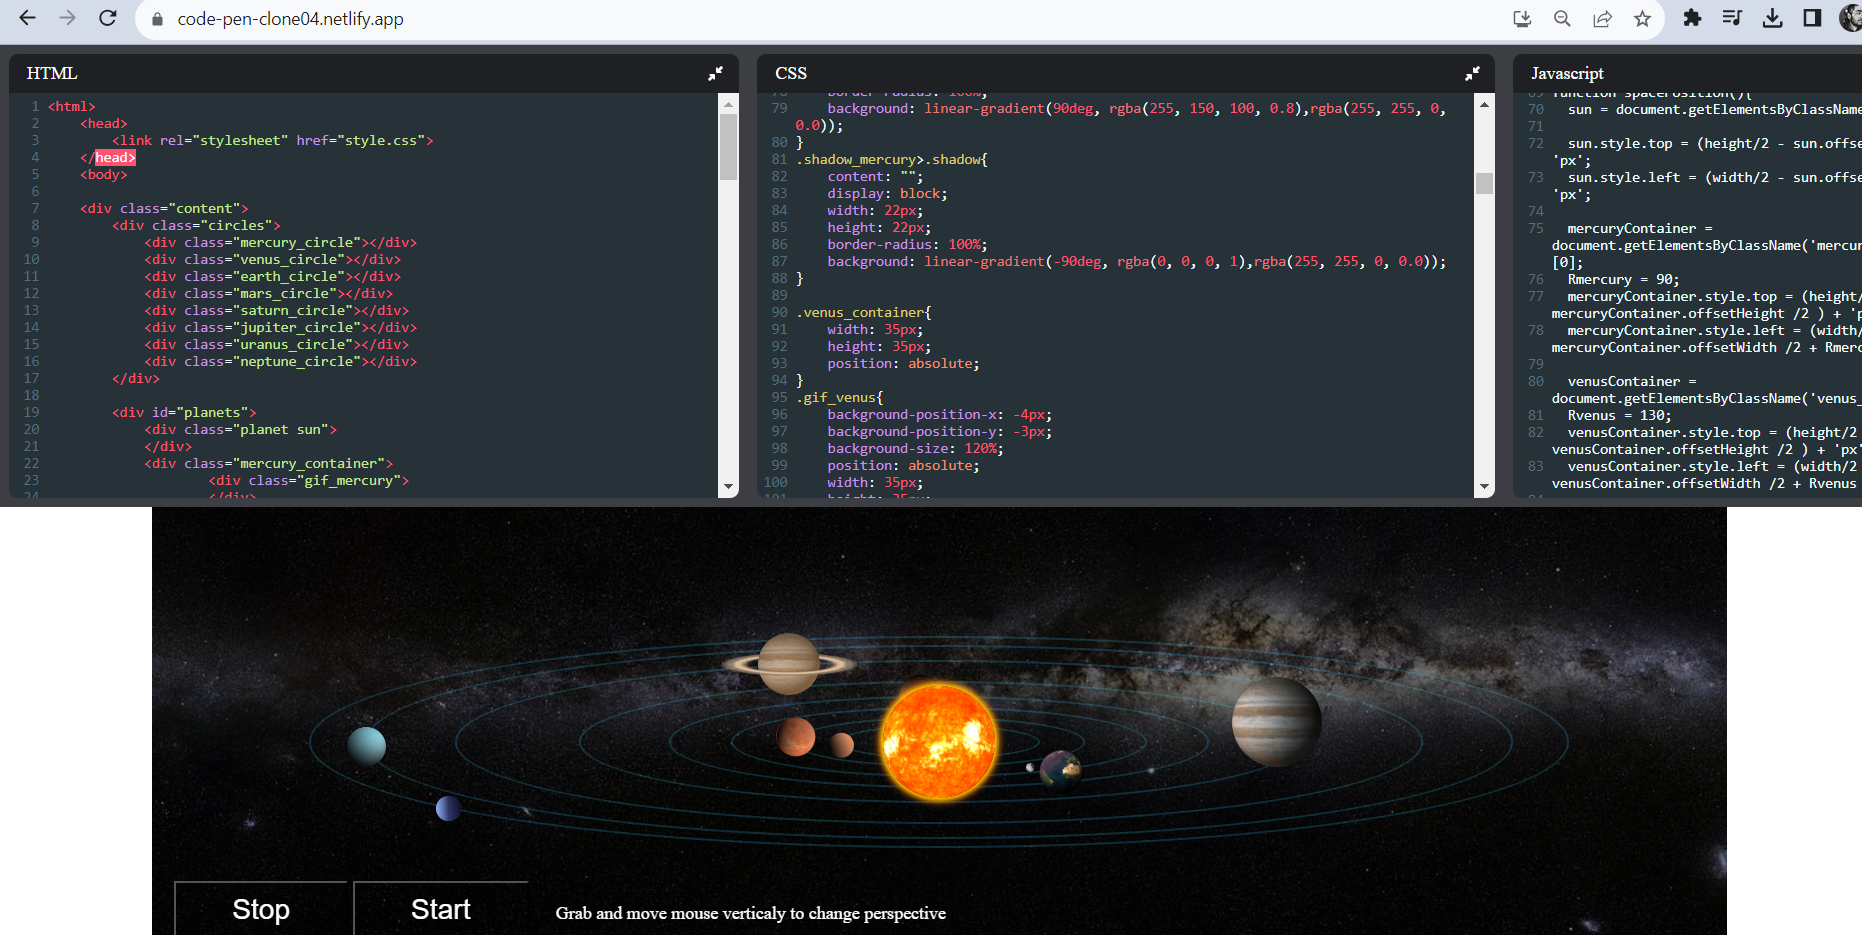 code-pen-clone04.netlify.app
HTML
1 <html>
2 <head>
3 <link rel="stylesheet" href="style.css">
4 </head>
5 <body>
6
7 <div class="content">
8 <div class="circles">
9 <div class="mercury_circle"></div>
10 <div class="venus_circle"></div>
11 <div class="earth_circle"></div>
12 <div class="mars_circle"></div>
13 <div class="saturn_circle"></div>
14 <div class="jupiter_circle"></div>
15 <div class="uranus_circle"></div>
16 <div class="neptune_circle"></div>
17 </div>
18
19 <div id="planets">
20 <div class="planet sun">
21 </div>
22 <div class="mercury_container">
23 <div class="gif_mercury">
24 </div>
CSS
78 border-radius: 100%;
79 background: linear-gradient(90deg, rgba(255, 150, 100, 0.8),rgba(255, 255, 0,
0.0));
80 }
81 .shadow_mercury>.shadow{
82 content: "";
83 display: block;
84 width: 22px;
85 height: 22px;
86 border-radius: 100%;
87 background: linear-gradient(-90deg, rgba(0, 0, 0, 1),rgba(255, 255, 0, 0.0));
88 }
89
90 .venus_container{
91 width: 35px;
92 height: 35px;
93 position: absolute;
94 }
95 .gif_venus{
96 background-position-x: -4px;
97 background-position-y: -3px;
98 background-size: 120%;
99 position: absolute;
100 width: 35px;
101 height: 35px;
Javascript
69 function spacePosition(){
70 sun = document.getElementsByClassName
71
72 sun.style.top = (height/2 - sun.offse
'px';
73 sun.style.left = (width/2 - sun.offse
'px';
74
75 mercuryContainer =
document.getElementsByClassName('mercur
[0];
76 Rmercury = 90;
77 mercuryContainer.style.top = (height/
mercuryContainer.offsetHeight /2 ) + 'p
78 mercuryContainer.style.left = (width/
mercuryContainer.offsetWidth /2 + Rmerc
79
80 venusContainer =
document.getElementsByClassName('venus_
81 Rvenus = 130;
82 venusContainer.style.top = (height/2
venusContainer.offsetHeight /2 ) + 'px'
83 venusContainer.style.left = (width/2
venusContainer.offsetWidth /2 + Rvenus
Stop
Start
Grab and move mouse verticaly to change perspective